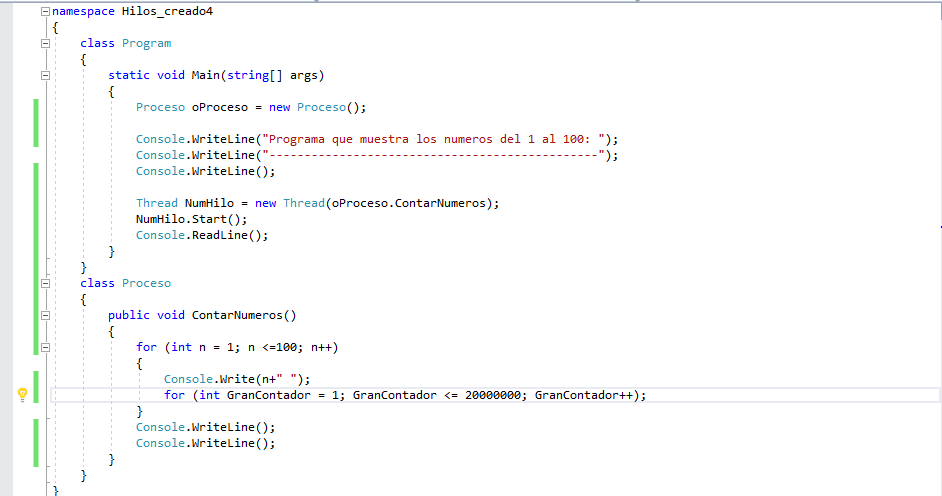 namespace Hilos_creado4
{
class Program
{
static void Main(string[] args)
{
Proceso oProceso = new Proceso();
Console.WriteLine("Programa que muestra los numeros del 1 al 100: ");
Console.WriteLine("-----------------------------------------------");
Console.WriteLine();
Thread NumHilo = new Thread(oProceso.ContarNumeros);
NumHilo.Start();
Console.ReadLine();
}
}
class Proceso
{
public void ContarNumeros()
{
for (int n = 1; n <=100; n++)
{
Console.Write(n+" ");
for (int GranContador = 1; GranContador <= 20000000; GranContador++);
}
Console.WriteLine();
Console.WriteLine();
}
}
}